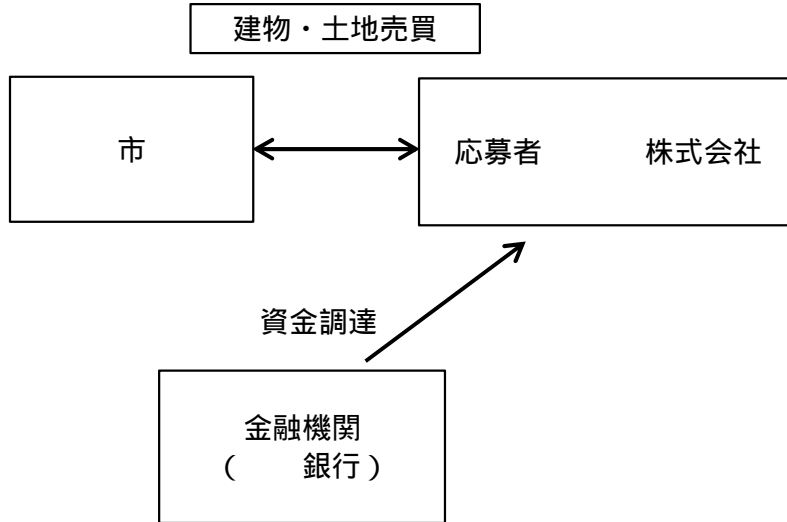 建物・土地売買
市
応募者　　　株式会社
資金調達
金融機関
（　　銀行）